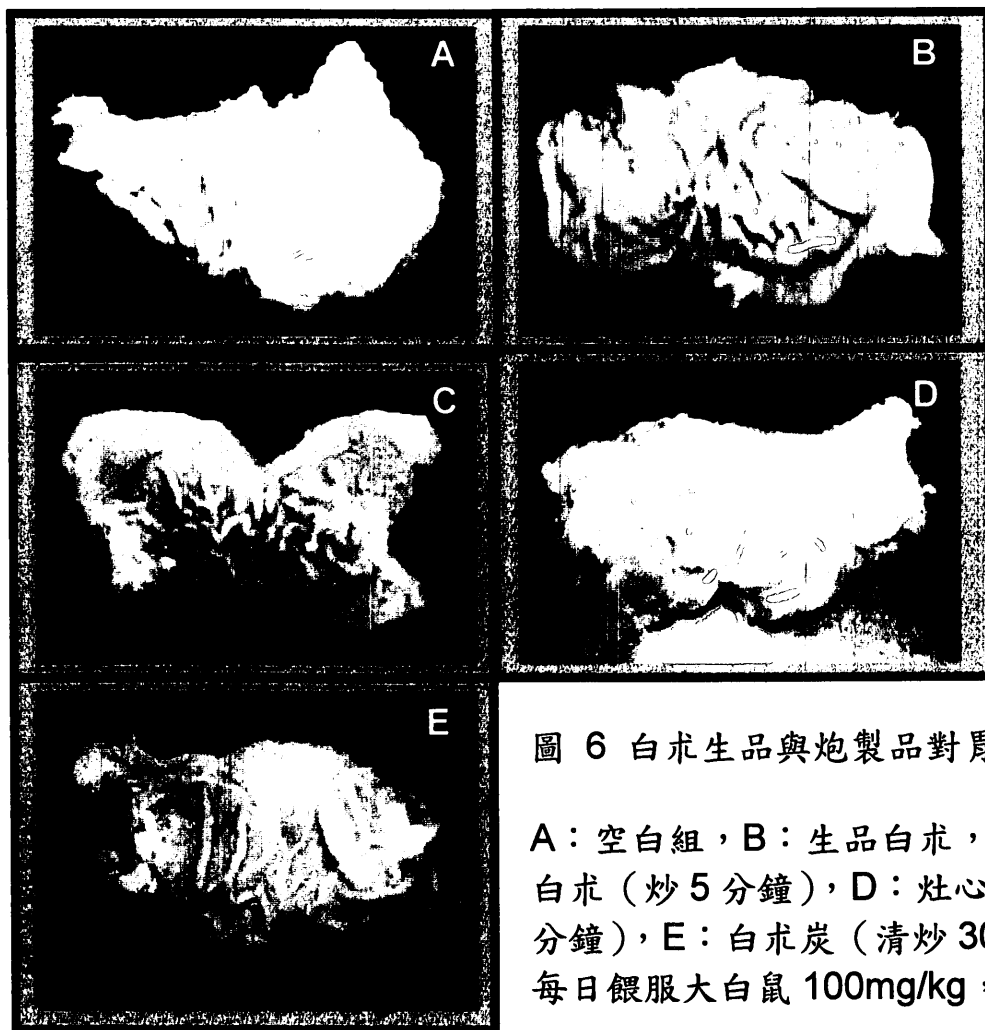 A
B
C
D
E
圖 6 白朮生品與炮製品對胃
A：空白組，B：生品白朮，
白朮（炒 5 分鐘），D：灶心
分鐘），E：白朮炭（清炒 30
每日餵服大白鼠 100mg/kg，